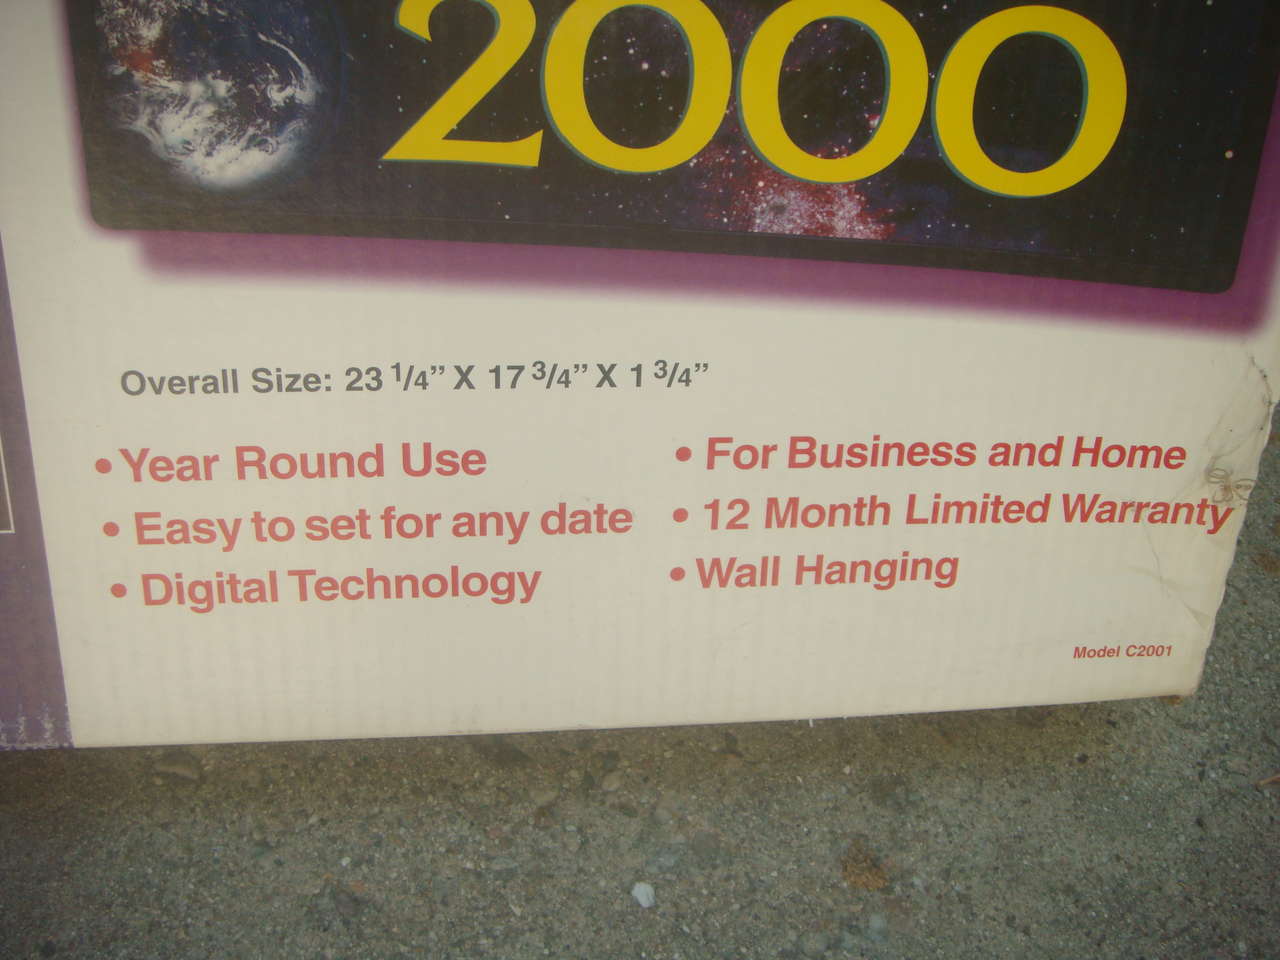 2000
Overall Size: 23 1/4” X 17 3/4” X 1 3/4”
• Year Round Use
• Easy to set for any date
• Digital Technology
• For Business and Home
• 12 Month Limited Warranty
• Wall Hanging
Model C2001